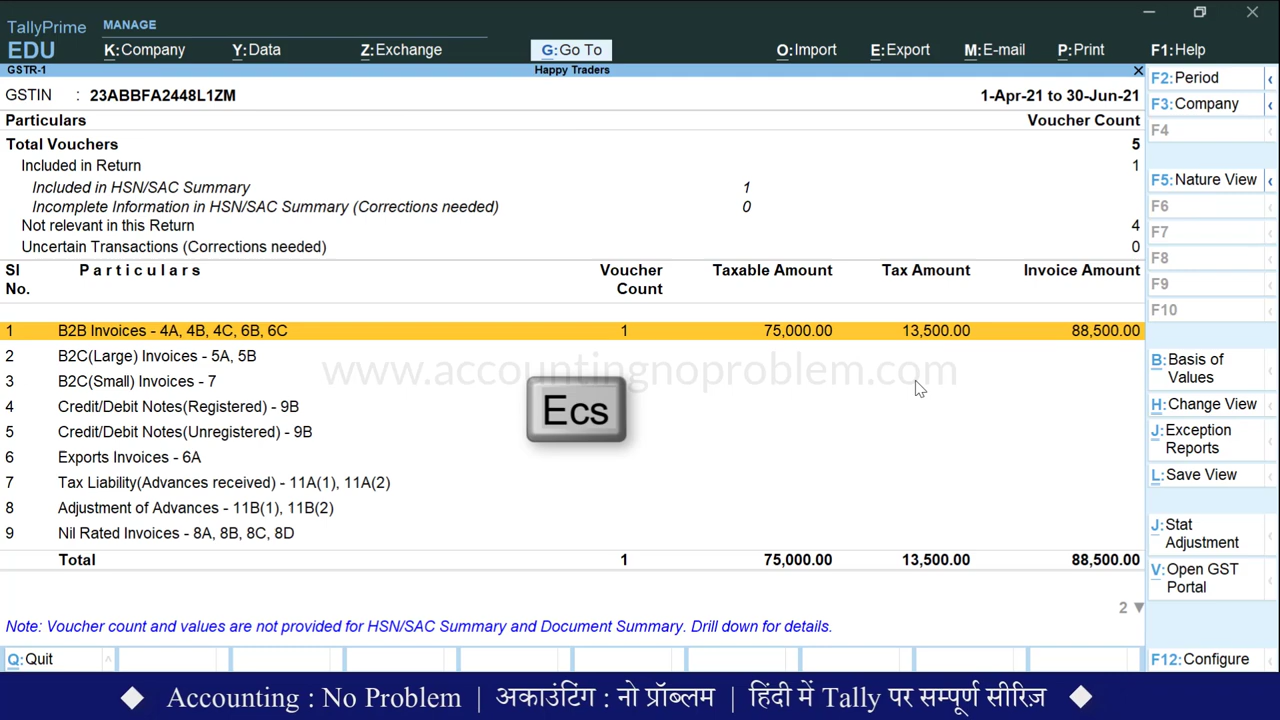 TallyPrime
EDU
MANAGE
K:Company Y:Data Z:Exchange G:Go To O:Import E:Export M:E-mail P:Print F1:Help
GSTR-1 Happy Traders
GSTIN : 23ABBFA2448L1ZM 1-Apr-21 to 30-Jun-21
Particulars Voucher Count
Total Vouchers 5
Included in Return 1
Included in HSN/SAC Summary 1
Incomplete Information in HSN/SAC Summary (Corrections needed) 0
Not relevant in this Return 4
Uncertain Transactions (Corrections needed) 0
Sl Particulars Voucher Taxable Amount Tax Amount Invoice Amount
No. Count
1 B2B Invoices - 4A, 4B, 4C, 6B, 6C 1 75,000.00 13,500.00 88,500.00
2 B2C(Large) Invoices - 5A, 5B
www.accountingnoproblem.com
3 B2C(Small) Invoices - 7
Ecs
4 Credit/Debit Notes(Registered) - 9B
5 Credit/Debit Notes(Unregistered) - 9B
6 Exports Invoices - 6A
7 Tax Liability(Advances received) - 11A(1), 11A(2)
8 Adjustment of Advances - 11B(1), 11B(2)
9 Nil Rated Invoices - 8A, 8B, 8C, 8D
Total 1 75,000.00 13,500.00 88,500.00
2
Note: Voucher count and values are not provided for HSN/SAC Summary and Document Summary. Drill down for details.
Q:Quit
F2:Period
F3:Company
F4
F5:Nature View
F6
F7
F8
F9
F10
B:Basis of
Values
H:Change View
J:Exception
Reports
L:Save View
J:Stat
Adjustment
V:Open GST
Portal
F12:Configure
Accounting : No Problem | अकाउंटिंग : नो प्रॉब्लम | हिंदी में Tally पर सम्पूर्ण सीरिज़